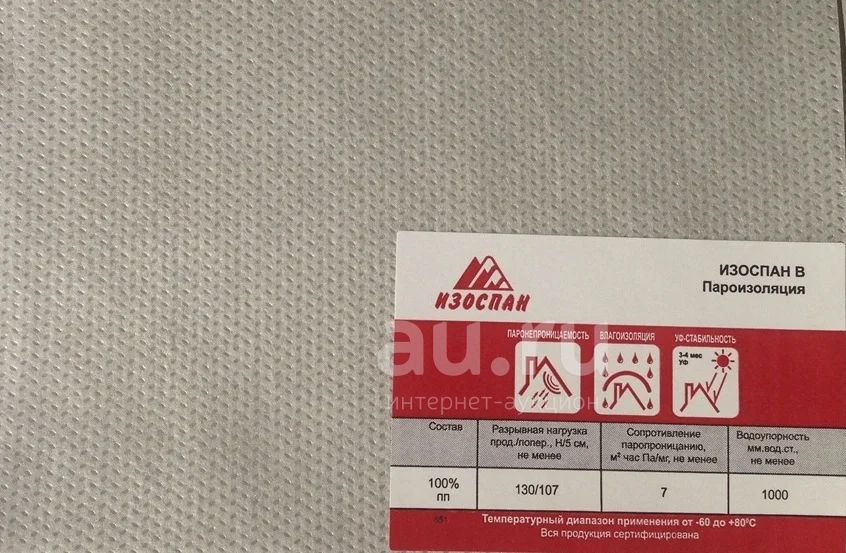 ИЗОСПАН
ИЗОСПАН В
Пароизоляция
ПАРОНЕПРОНИЦАЕМОСТЬ ВЛАГОИЗОЛЯЦИЯ УФ-СТАБИЛЬНОСТЬ
3-4 мес
УФ
au.ru
интернет-аукцион
Состав
Разрывная нагрузка
прод./попер., Н/5 см,
не менее
Сопротивление
паропроницанию,
м² час Па/мг, не менее
Водоупорность
мм.вод.ст.,
не менее
100%
пп
130/107
7
1000
Температурный диапазон применения от -60 до +80⁰С
Вся продукция сертифицирована